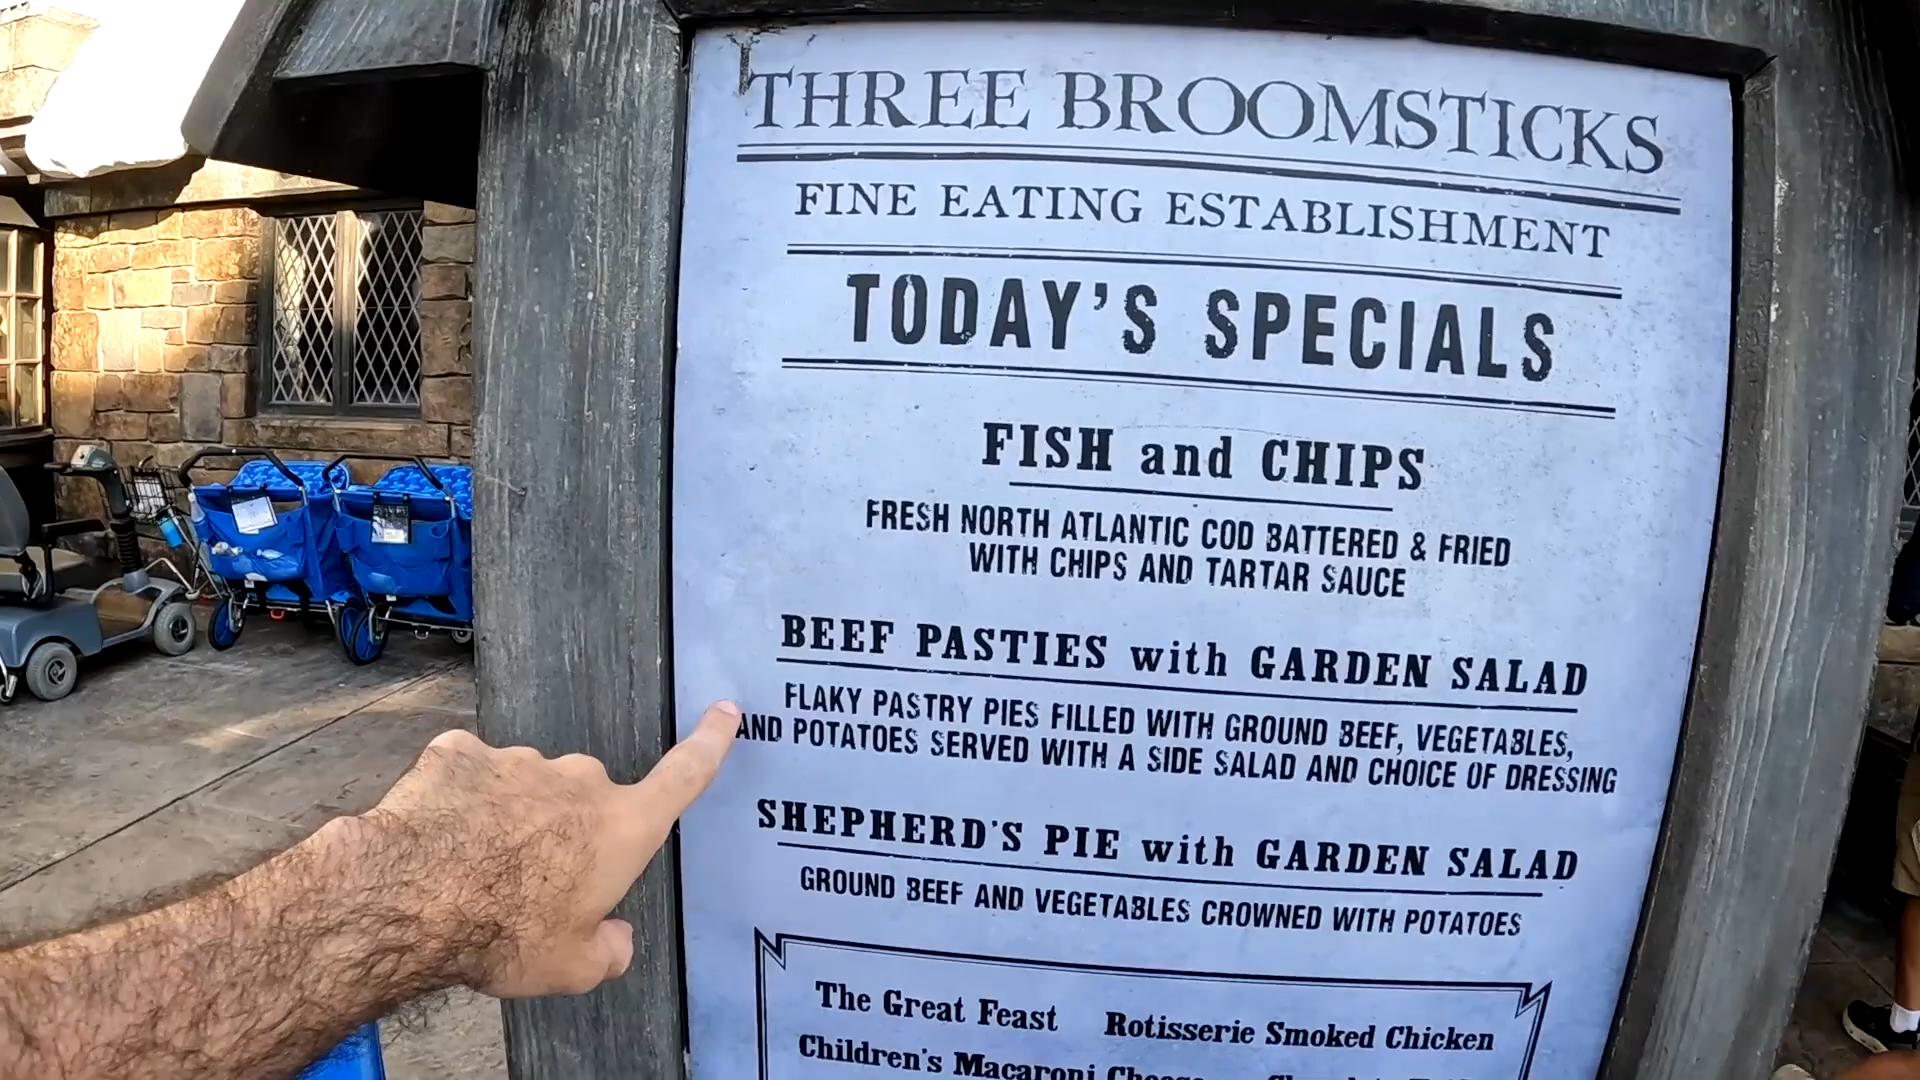 THREE BROOMSTICKS
FINE EATING ESTABLISHMENT
TODAY'S SPECIALS
FISH and CHIPS
FRESH NORTH ATLANTIC COD BATTERED & FRIED
WITH CHIPS AND TARTAR SAUCE
BEEF PASTIES with GARDEN SALAD
FLAKY PASTRY PIES FILLED WITH GROUND BEEF, VEGETABLES,
AND POTATOES SERVED WITH A SIDE SALAD AND CHOICE OF DRESSING
SHEPHERD'S PIE with GARDEN SALAD
GROUND BEEF AND VEGETABLES CROWNED WITH POTATOES
The Great Feast Rotisserie Smoked Chicken
Children's Macaroni